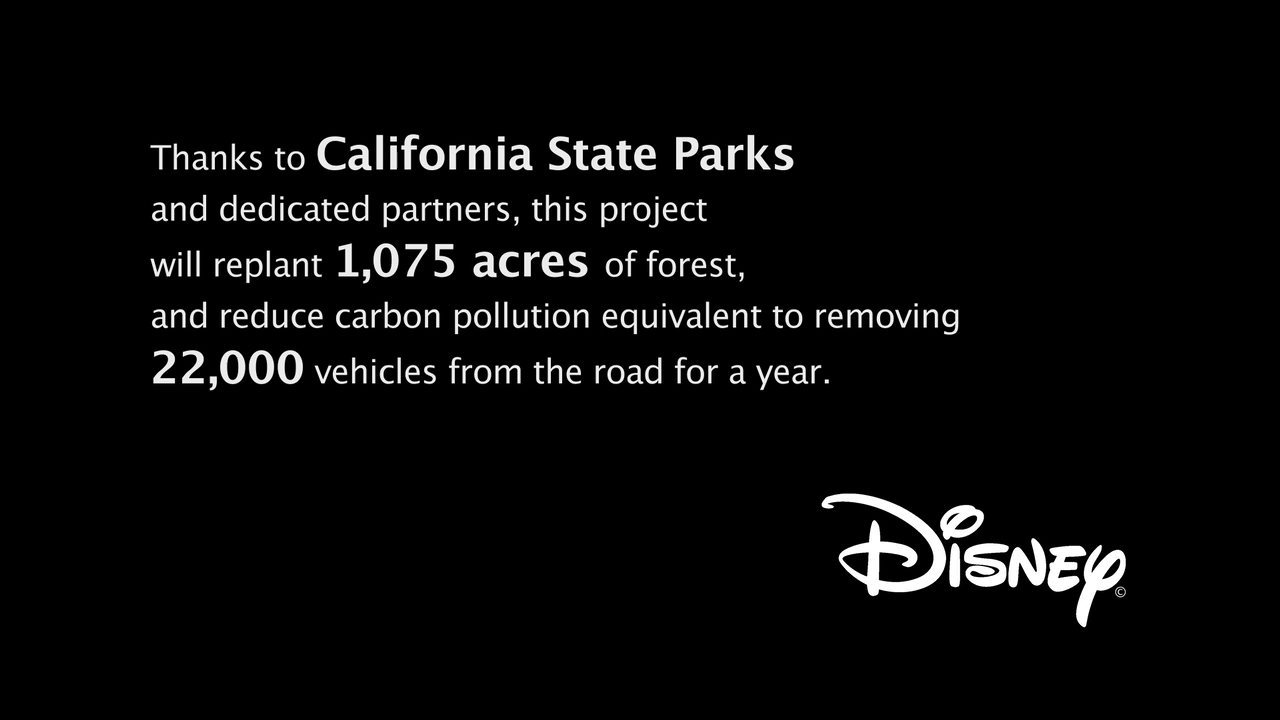 Thanks to California State Parks
and dedicated partners, this project
will replant 1,075 acres of forest,
and reduce carbon pollution equivalent to removing
22,000 vehicles from the road for a year.
Disney ©